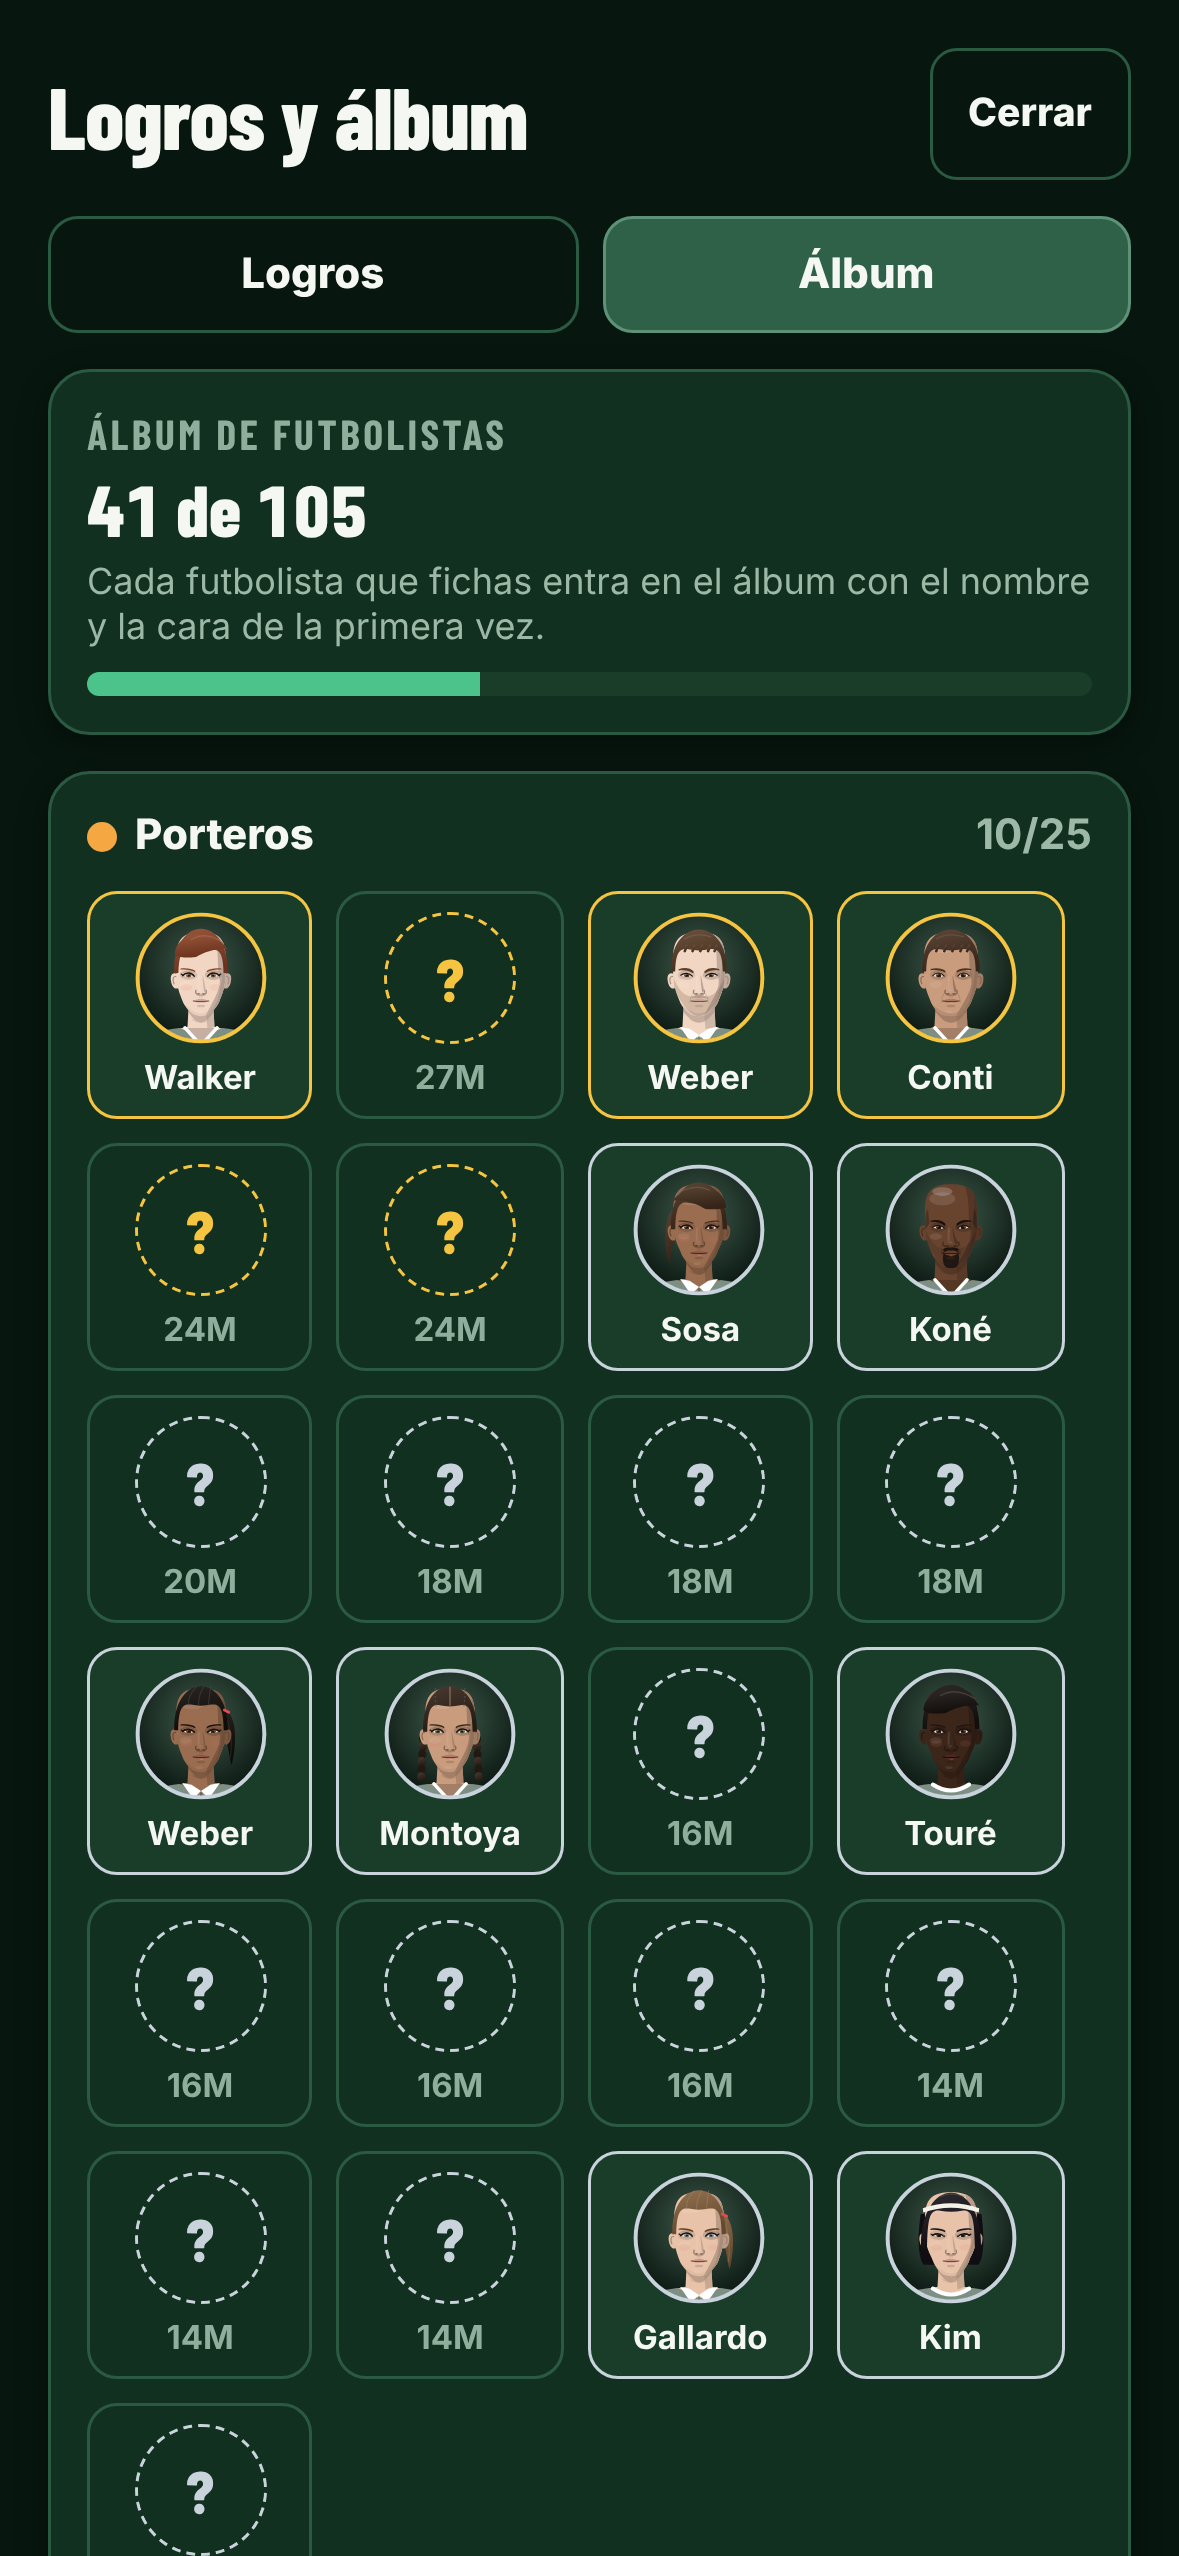 Logros y álbum
Cerrar
Logros
Álbum
ÁLBUM DE FUTBOLISTAS
41 de 105
Cada futbolista que fichas entra en el álbum con el nombre
y la cara de la primera vez.
Porteros
10/25
?
Walker
27M
Weber
Conti
?
?
24M
24M
Sosa
Koné
?
?
?
?
20M
18M
18M
18M
?
Weber
Montoya
16M
Touré
?
?
?
?
16M
16M
16M
14M
?
?
14M
14M
Gallardo
Kim
?